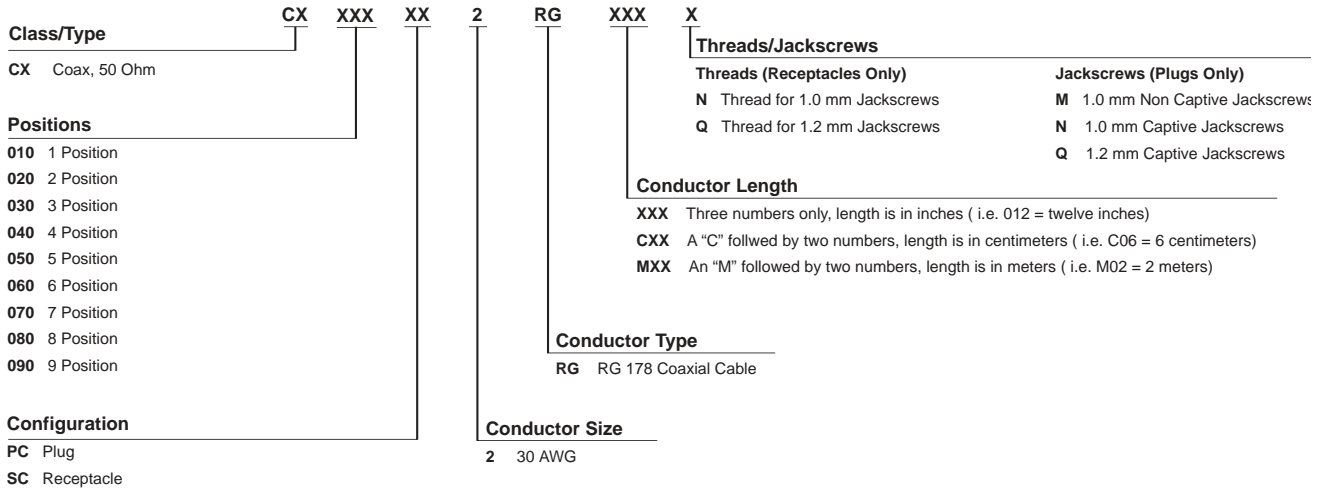 CX XXX XX 2 RG XXX X
Class/Type
CX Coax, 50 Ohm
Positions
010 1 Position
020 2 Position
030 3 Position
040 4 Position
050 5 Position
060 6 Position
070 7 Position
080 8 Position
090 9 Position
Configuration
PC Plug
SC Receptacle
Conductor Size
2 30 AWG
Conductor Type
RG RG 178 Coaxial Cable
Conductor Length
XXX Three numbers only, length is in inches ( i.e. 012 = twelve inches)
CXX A “C” follwed by two numbers, length is in centimeters ( i.e. C06 = 6 centimeters)
MXX An “M” followed by two numbers, length is in meters ( i.e. M02 = 2 meters)
Threads/Jackscrews
Threads (Receptacles Only)
N Thread for 1.0 mm Jackscrews
Q Thread for 1.2 mm Jackscrews
Jackscrews (Plugs Only)
M 1.0 mm Non Captive Jackscrews
N 1.0 mm Captive Jackscrews
Q 1.2 mm Captive Jackscrews